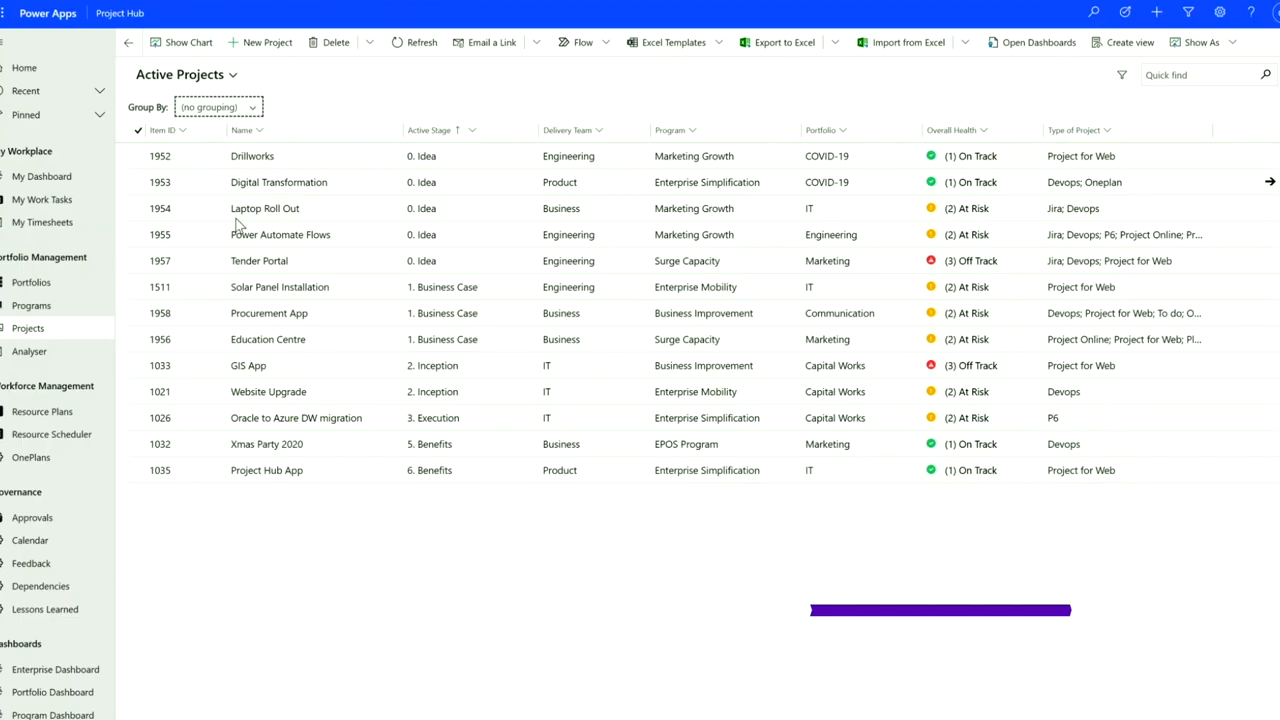 Power Apps Project Hub
Show Chart New Project Delete Refresh Email a Link Flow Excel Templates Export to Excel Import from Excel Open Dashboards Create view Show As
Home
Recent
Pinned
y Workplace
My Dashboard
My Work Tasks
My Timesheets
ortfolio Management
Portfolios
Programs
Projects
Analyser
orkforce Management
Resource Plans
Resource Scheduler
OnePlans
overnance
Approvals
Calendar
Feedback
Dependencies
Lessons Learned
ashboards
Enterprise Dashboard
Portfolio Dashboard
Program Dashboard
Active Projects Quick find
Group By: (no grouping)
Item ID Name Active Stage ↑ Delivery Team Program Portfolio Overall Health Type of Project
1952 Drillworks 0. Idea Engineering Marketing Growth COVID-19 (1) On Track Project for Web
1953 Digital Transformation 0. Idea Product Enterprise Simplification COVID-19 (1) On Track Devops; Oneplan
1954 Laptop Roll Out 0. Idea Business Marketing Growth IT (2) At Risk Jira; Devops
1955 Power Automate Flows 0. Idea Engineering Marketing Growth Engineering (2) At Risk Jira; Devops; P6; Project Online; Pr...
1957 Tender Portal 0. Idea Engineering Surge Capacity Marketing (3) Off Track Jira; Devops; Project for Web
1511 Solar Panel Installation 1. Business Case Engineering Enterprise Mobility IT (2) At Risk Project for Web
1958 Procurement App 1. Business Case Business Business Improvement Communication (2) At Risk Devops; Project for Web; To do; O...
1956 Education Centre 1. Business Case Business Surge Capacity Marketing (2) At Risk Project Online; Project for Web; Pl...
1033 GIS App 2. Inception IT Business Improvement Capital Works (3) Off Track Project for Web
1021 Website Upgrade 2. Inception IT Enterprise Mobility Capital Works (2) At Risk Devops
1026 Oracle to Azure DW migration 3. Execution IT Enterprise Simplification Capital Works (2) At Risk P6
1032 Xmas Party 2020 5. Benefits Business EPOS Program Marketing (1) On Track Devops
1035 Project Hub App 6. Benefits Product Enterprise Simplification IT (1) On Track Project for Web